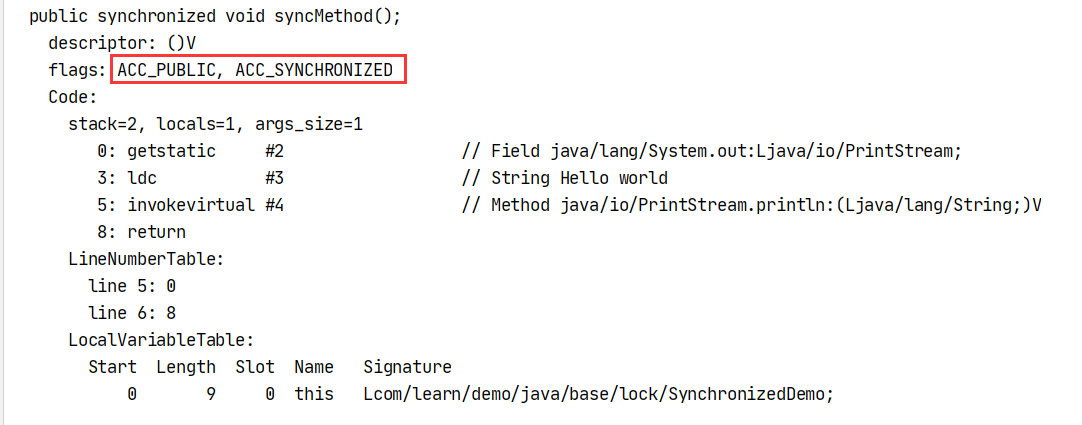 public synchronized void syncMethod();
  descriptor: ()V
  flags: ACC_PUBLIC, ACC_SYNCHRONIZED
  Code:
    stack=2, locals=1, args_size=1
       0: getstatic     #2                  // Field java/lang/System.out:Ljava/io/PrintStream;
       3: ldc           #3                  // String Hello world
       5: invokevirtual #4                  // Method java/io/PrintStream.println:(Ljava/lang/String;)V
       8: return
    LineNumberTable:
      line 5: 0
      line 6: 8
    LocalVariableTable:
      Start  Length  Slot  Name   Signature
          0       9     0  this   Lcom/learn/demo/java/base/lock/SynchronizedDemo;